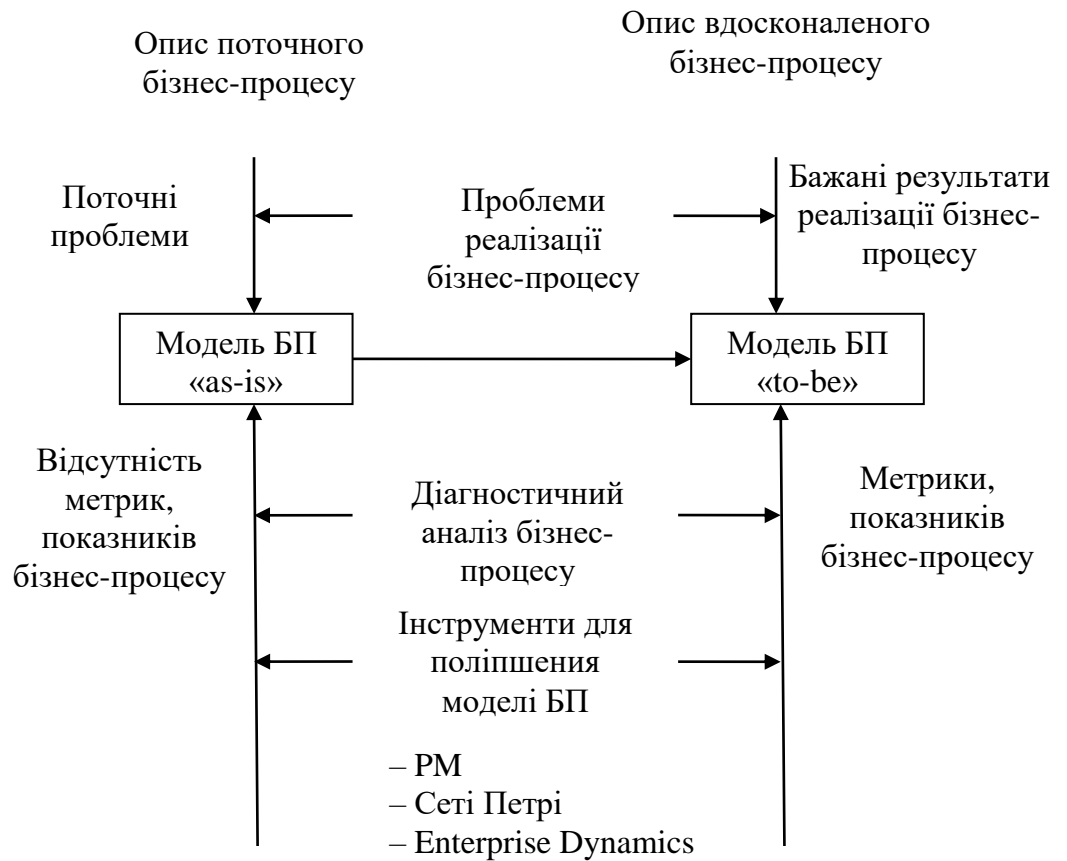 Опис поточного
бізнес-процесу
Опис вдосконаленого
бізнес-процесу
Поточні
проблеми
Проблеми
реалізації
бізнес-процесу
Бажані результати
реалізації бізнес-
процесу
Модель БП
«as-is»
Модель БП
«to-be»
Відсутність
метрик,
показників
бізнес-процесу
Діагностичний
аналіз бізнес-
процесу
Метрики,
показників
бізнес-процесу
Інструменти для
поліпшення
моделі БП
– PM
– Сеті Петрі
– Enterprise Dynamics